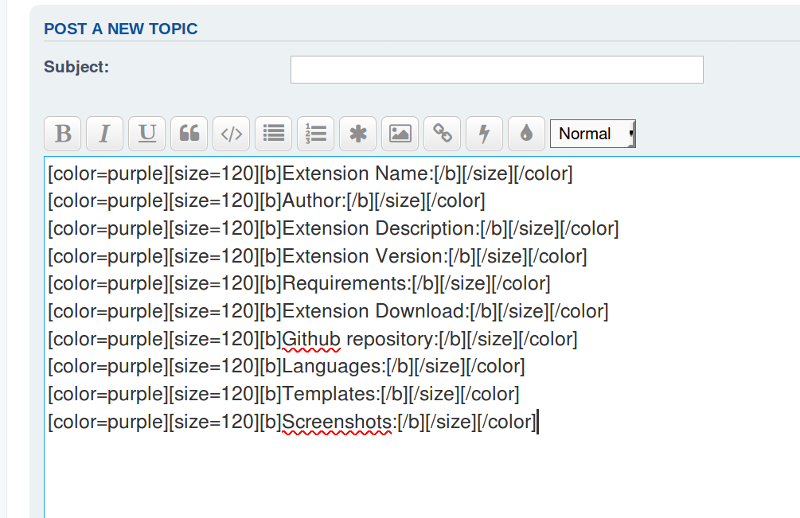 POST A NEW TOPIC
Subject:
B I U </> Normal
[color=purple][size=120][b]Extension Name:[/b][/size][/color]
[color=purple][size=120][b]Author:[/b][/size][/color]
[color=purple][size=120][b]Extension Description:[/b][/size][/color]
[color=purple][size=120][b]Extension Version:[/b][/size][/color]
[color=purple][size=120][b]Requirements:[/b][/size][/color]
[color=purple][size=120][b]Extension Download:[/b][/size][/color]
[color=purple][size=120][b]Github repository:[/b][/size][/color]
[color=purple][size=120][b]Languages:[/b][/size][/color]
[color=purple][size=120][b]Templates:[/b][/size][/color]
[color=purple][size=120][b]Screenshots:[/b][/size][/color]